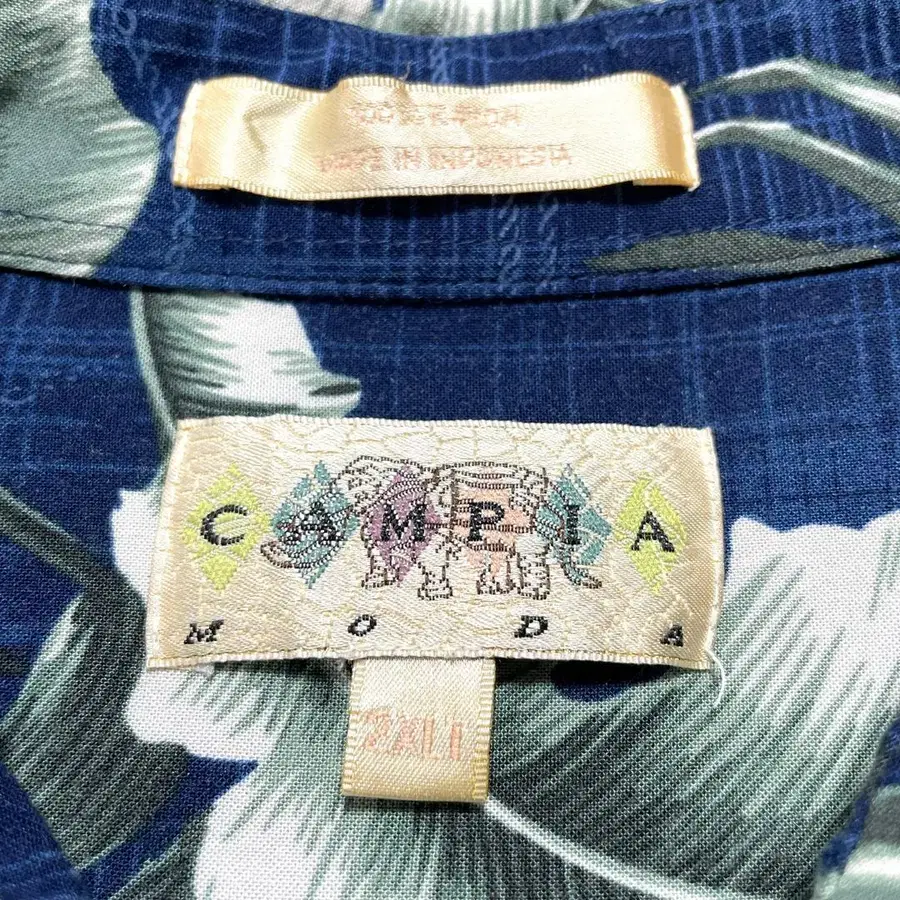 100% RAYON
MADE IN INDONESIA
CAMPIA
MODA
2XLT